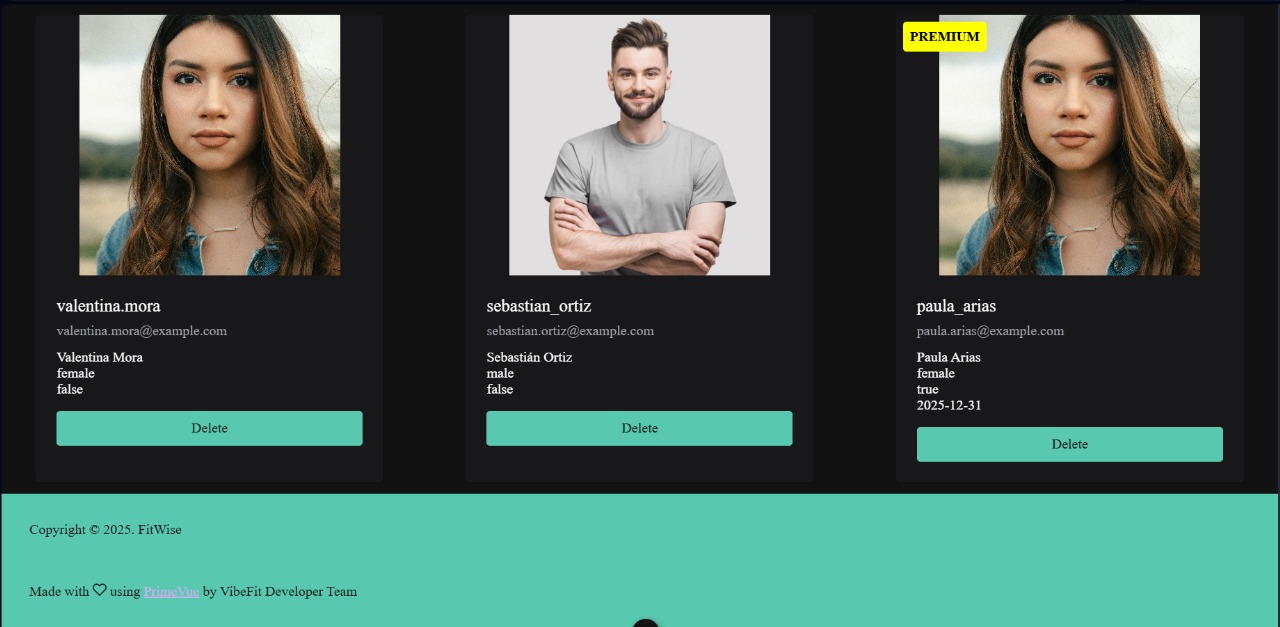 PREMIUM
valentina.mora
valentina.mora@example.com
Valentina Mora
female
false
Delete
sebastian_ortiz
sebastian.ortiz@example.com
Sebastián Ortiz
male
false
Delete
paula_arias
paula.arias@example.com
Paula Arias
female
true
2025-12-31
Delete
Copyright © 2025. FitWise
Made with ♡ using PrimeVue by VibeFit Developer Team